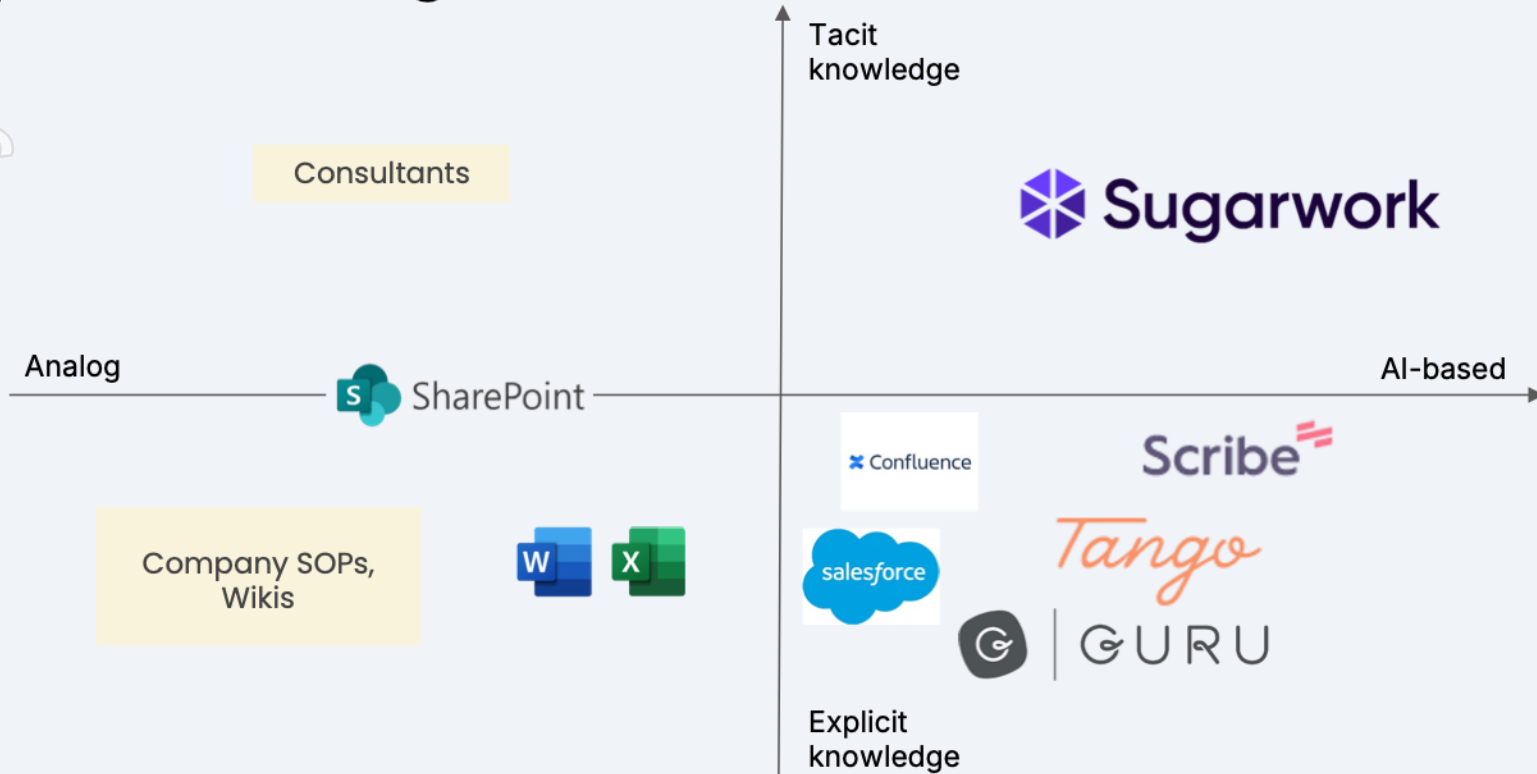 Tacit
knowledge
Consultants
Sugarwork
Analog
AI-based
S SharePoint
Confluence
Scribe
Company SOPs,
Wikis
W X
salesforce
Tango
G GURU
Explicit
knowledge